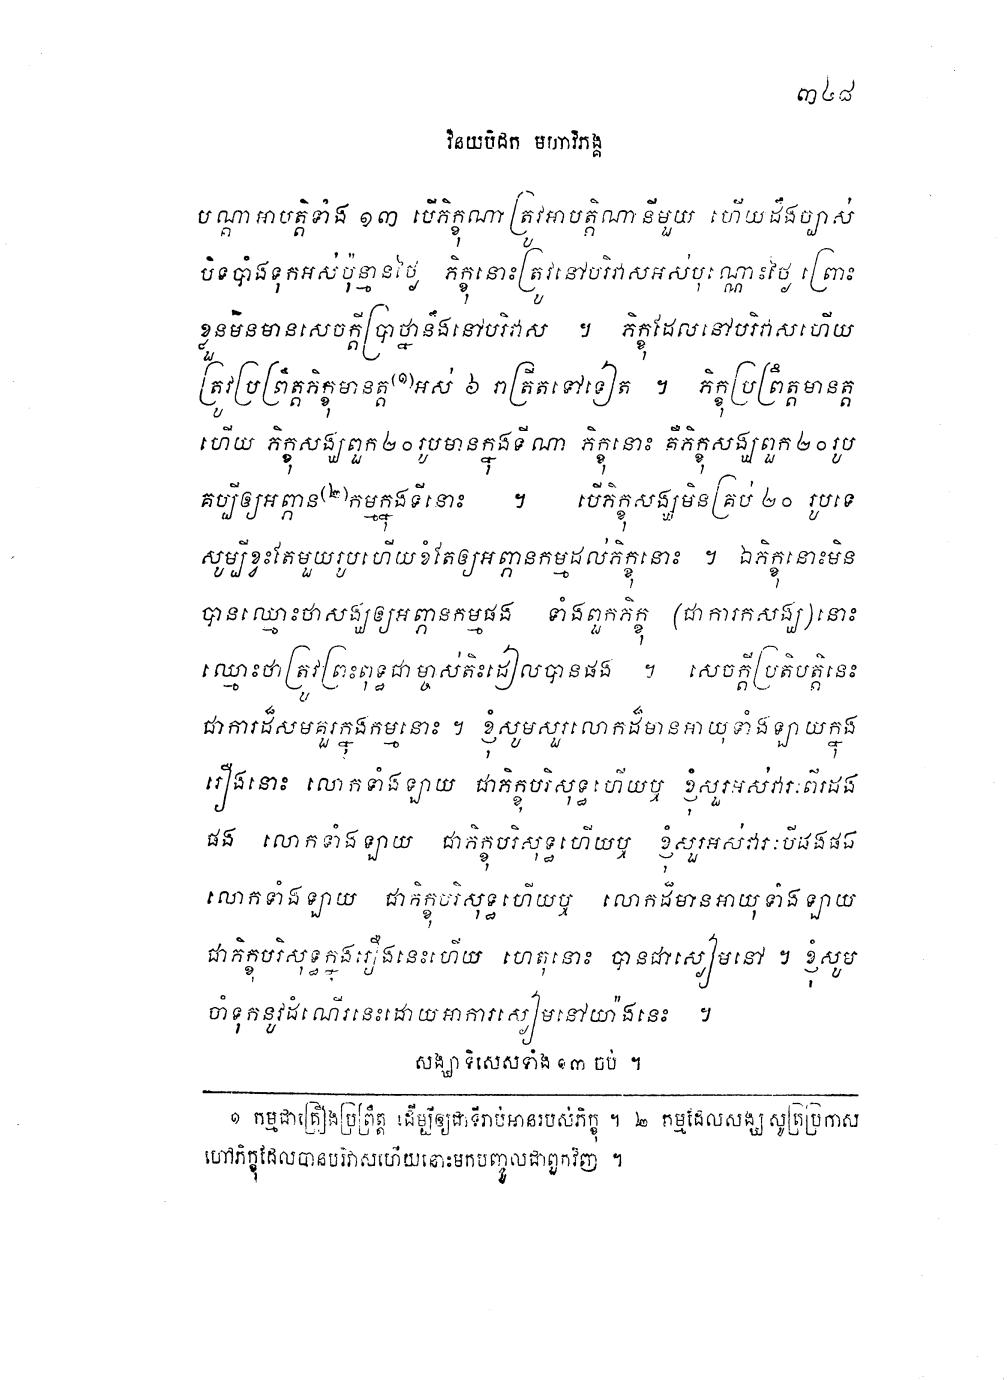 ៣៤៨
វិនយបិដក មហាវិភង្គ
បណ្តាអាបត្តិទាំង ១៣ បើភិក្ខុណា ត្រូវអាបត្តិណានីមួយ ហើយដឹងច្បាស់
បិទបាំងទុកអស់ប៉ុន្មានថ្ងៃ ភិក្ខុនោះត្រូវនៅបរិវាសអស់ប៉ុណ្ណោះថ្ងៃ ព្រោះ
ខ្លួនមិនមានសេចក្តីប្រាថ្នានឹងនៅបរិវាស ។ ភិក្ខុដែលនៅបរិវាសហើយ
ត្រូវប្រព្រឹត្តភិក្ខុមានត្ត(១)អស់ ៦ រាត្រីតទៅទៀត ។ ភិក្ខុប្រព្រឹត្តមានត្ត
ហើយ ភិក្ខុសង្ឃពួក២០រូបមានក្នុងទីណា ភិក្ខុនោះ គឺភិក្ខុសង្ឃពួក២០រូប
គប្បីឲ្យអព្ភាន(២)កម្មក្នុងទីនោះ ។ បើភិក្ខុសង្ឃមិនគ្រប់ ២០ រូបទេ
សូម្បីខ្វះតែមួយរូបហើយខំតែឲ្យអព្ភានកម្មដល់ភិក្ខុនោះ ។ ឯភិក្ខុនោះមិន
បានឈ្មោះថាសង្ឃឲ្យអព្ភានកម្មផង ទាំងពួកភិក្ខុ (ជាការកសង្ឃ)នោះ
ឈ្មោះថាត្រូវព្រះពុទ្ធជាម្ចាស់តិះដៀលបានផង ។ សេចក្តីប្រតិបត្តិនេះ
ជាការដ៏សមគួរក្នុងកម្មនោះ ។ ខ្ញុំសូមសួរលោកដ៏មានអាយុទាំងឡាយក្នុង
រឿងនោះ លោកទាំងឡាយ ជាភិក្ខុបរិសុទ្ធហើយឬ ខ្ញុំសួរអស់វារៈពីរដង
ផង លោកទាំងឡាយ ជាភិក្ខុបរិសុទ្ធហើយឬ ខ្ញុំសួរអស់វារៈបីដងផង
លោកទាំងឡាយ ជាភិក្ខុបរិសុទ្ធហើយឬ លោកដ៏មានអាយុទាំងឡាយ
ជាភិក្ខុបរិសុទ្ធក្នុងរឿងនេះហើយ ហេតុនោះ បានជាស្ងៀមនៅ ។ ខ្ញុំសូម
ចាំទុកនូវដំណើរនេះដោយអាការស្ងៀមនៅយ៉ាងនេះ ។
សង្ឃាទិសេសទាំង ១៣ ចប់ ។
១ កម្មជាគ្រឿងប្រព្រឹត្ត ដើម្បីឲ្យជាទីរាប់អានរបស់ភិក្ខុ ។ ២ កម្មដែលសង្ឃ សូត្រប្រកាស
ហៅភិក្ខុដែលបានបរិវាសហើយនោះមកបញ្ចូលជាពួកវិញ ។